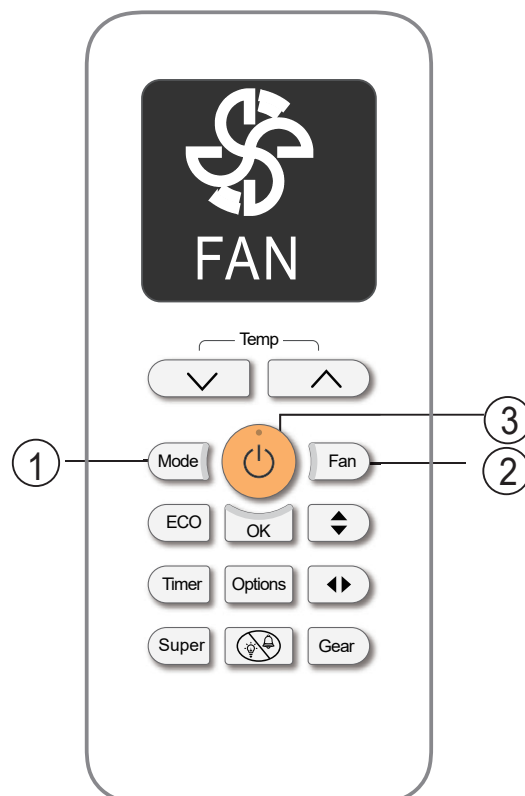 FAN
Temp
3
1
Mode
Fan
2
ECO
OK
Timer
Options
Super
Gear